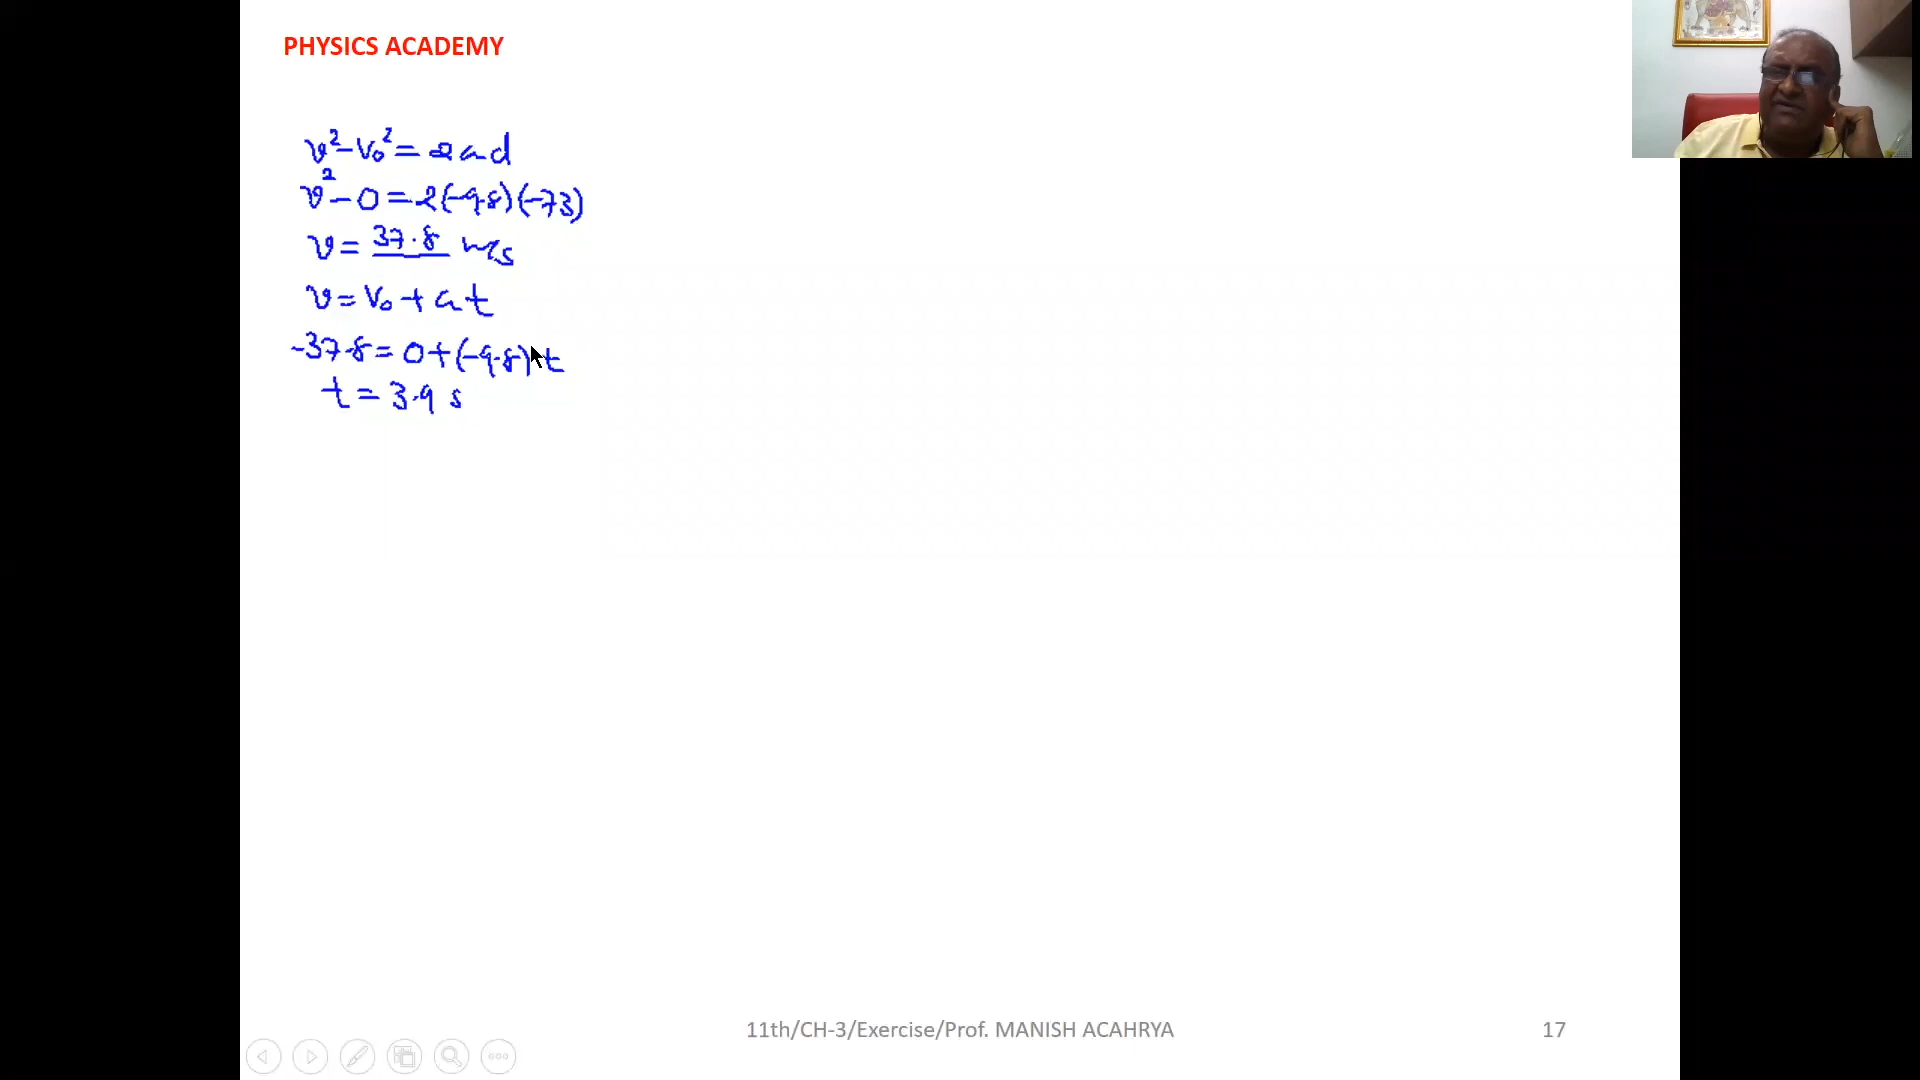 PHYSICS ACADEMY
v²-v₀² = 2ad
v² - 0 = 2(-9.8)(-73)
v = 37.8 m/s
v = v₀ + at
-37.8 = 0 + (-9.8)t
t = 3.9 s
11th/CH-3/Exercise/Prof. MANISH ACAHRYA
17